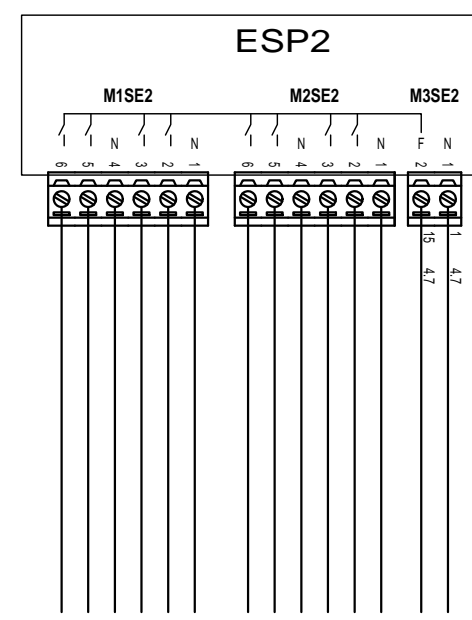 ESP2
M1SE2 M2SE2 M3SE2
N N N N F N
6 5 4 3 2 1 6 5 4 3 2 1 2 1
15 1
4.7 4.7